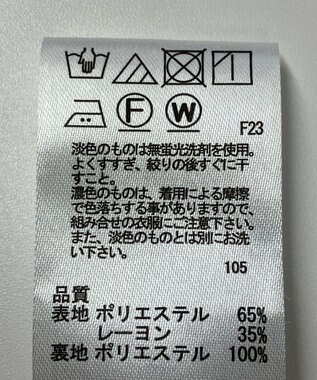 F W F23
淡色のものは無蛍光洗剤を使用。
よくすすぎ、絞りの後すぐに干
すこと。
濃色のものは、着用による摩擦
で色落ちする事がありますので、
組み合せの衣服にご注意下さい。
また、淡色のものとは別にお洗
い下さい。
105
品質
表地 ポリエステル 65%
レーヨン 35%
裏地 ポリエステル 100%